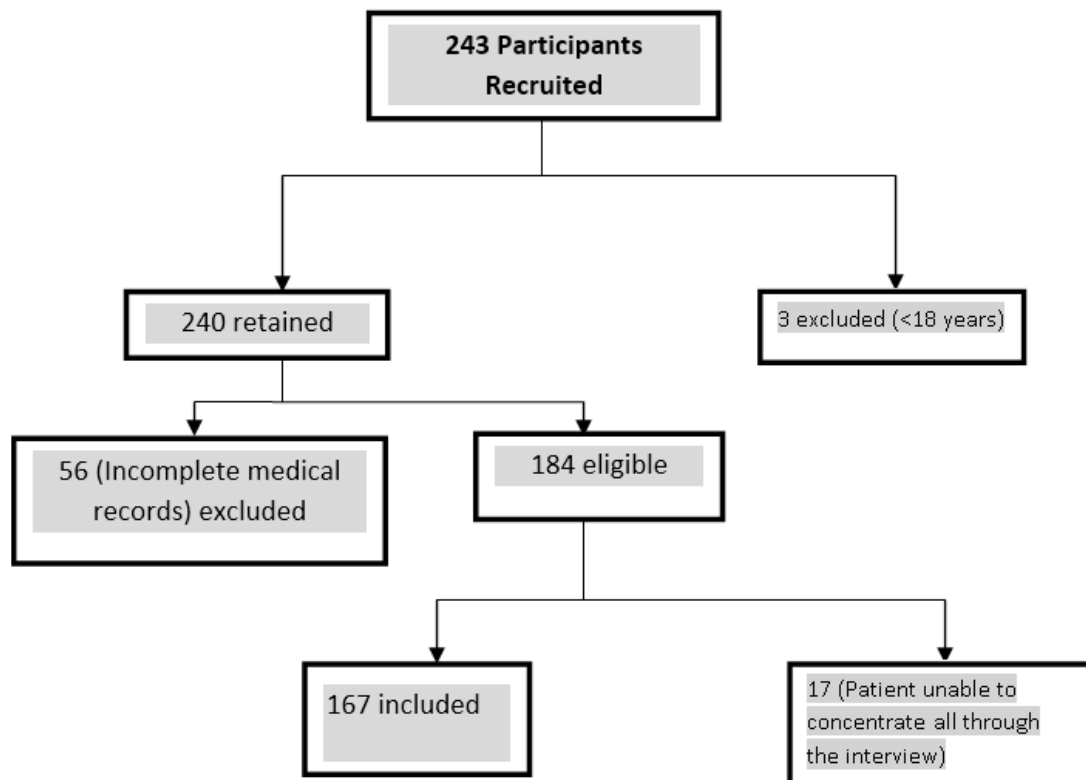 243 Participants
Recruited
240 retained
3 excluded (<18 years)
56 (Incomplete medical
records) excluded
184 eligible
167 included
17 (Patient unable to
concentrate all through
the interview)